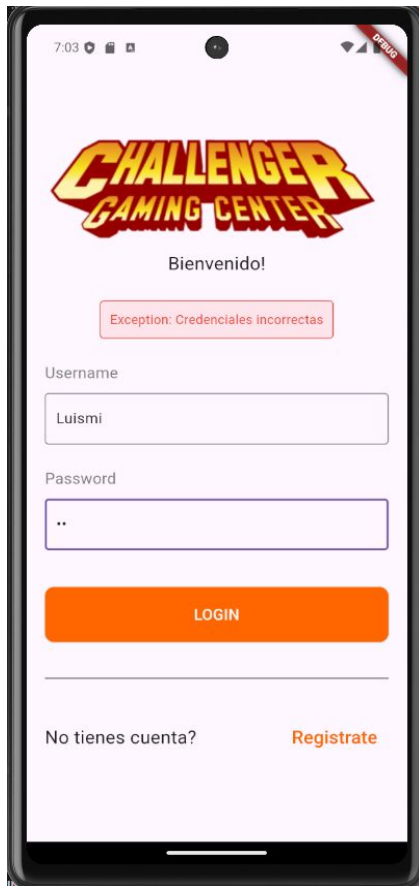 7:03
DEBUG
CHALLENGER
GAMING CENTER
Bienvenido!
Exception: Credenciales incorrectas
Username
Luismi
Password
••
LOGIN
No tienes cuenta? Registrate